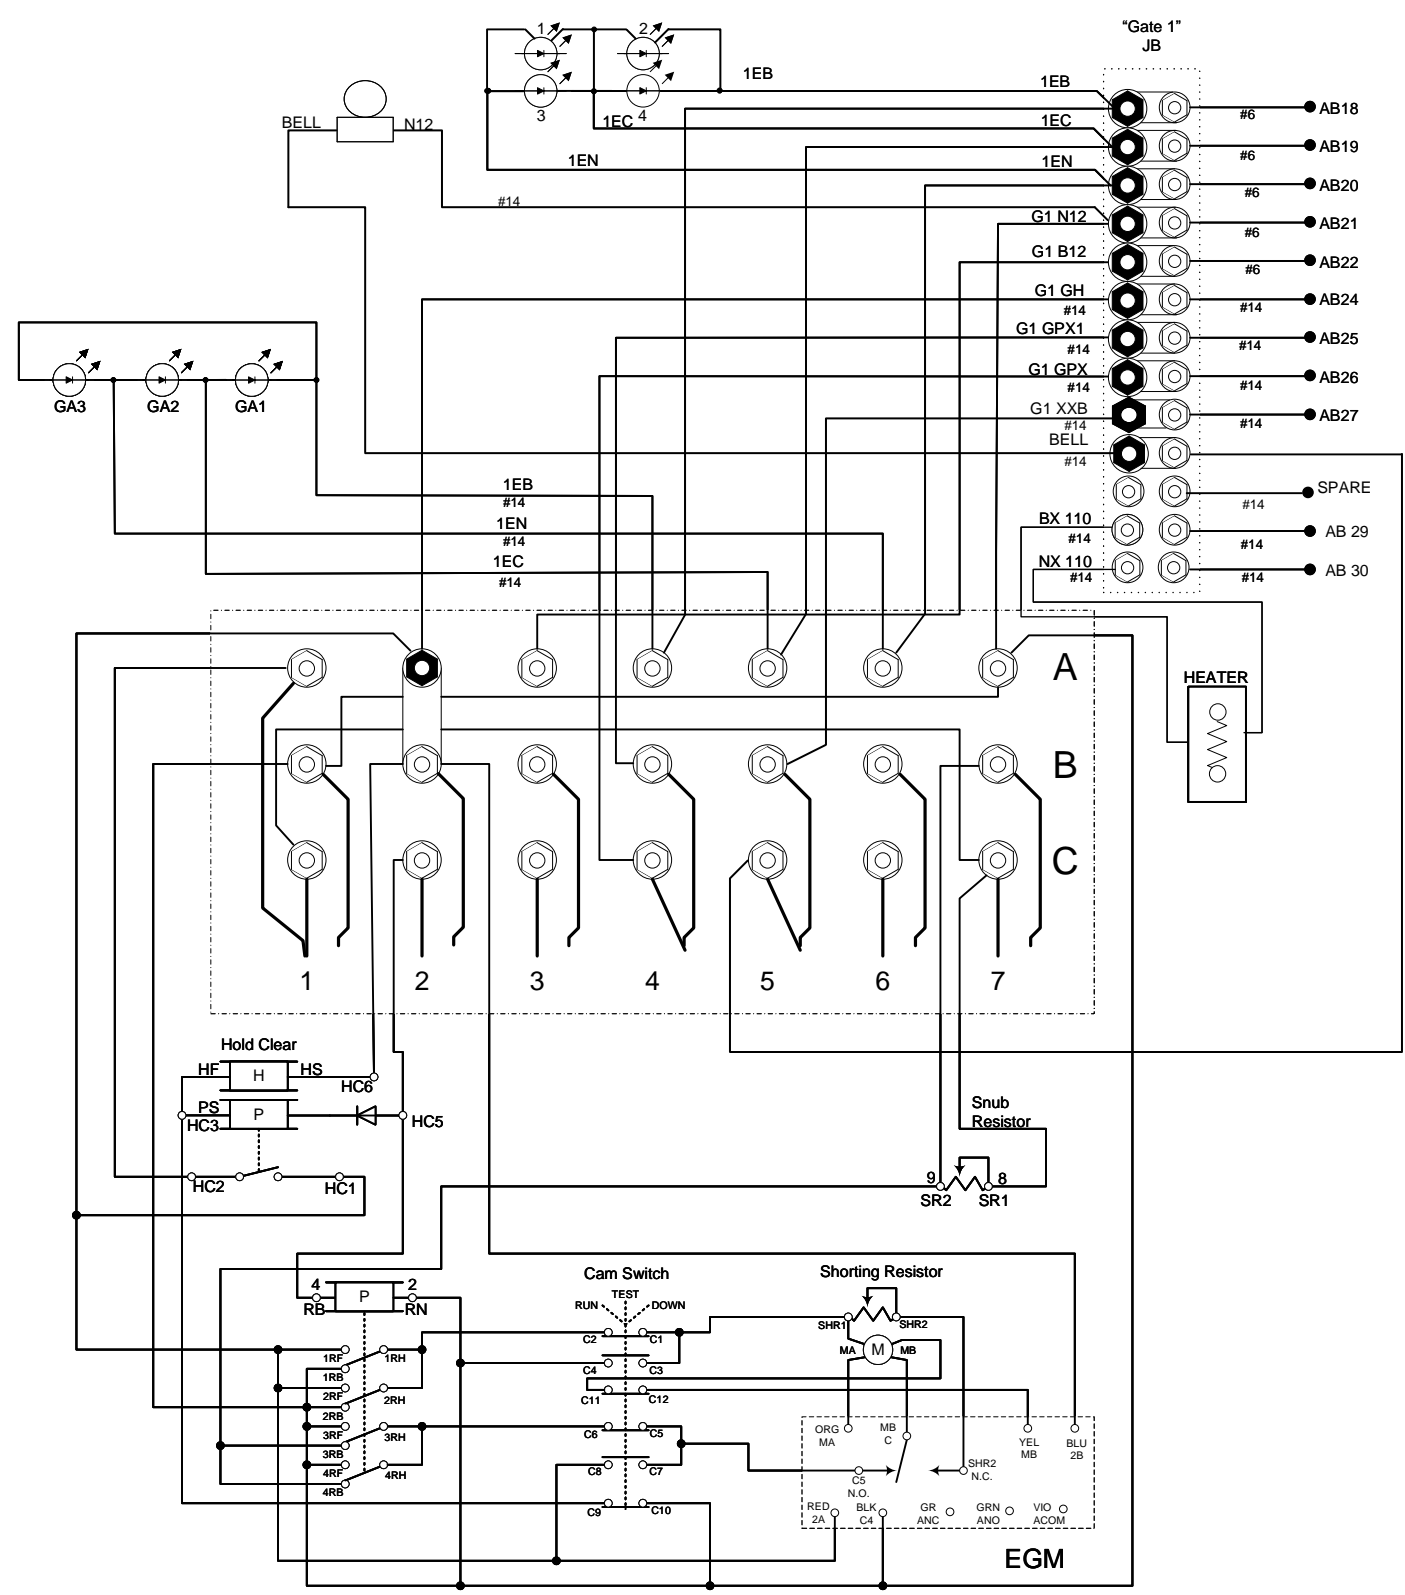 “Gate 1”
JB
1
2
3
4
1EB
1EB
1EC
1EC
1EN
1EN
BELL
N12
#14
G1 N12
G1 B12
G1 GH
#14
G1 GPX1
#14
G1 GPX
#14
G1 XXB
#14
BELL
#14
BX 110
#14
NX 110
#14
#6
AB18
#6
AB19
#6
AB20
#6
AB21
#6
AB22
#14
AB24
#14
AB25
#14
AB26
#14
AB27
#14
SPARE
#14
AB 29
#14
AB 30
GA3
GA2
GA1
1EB
#14
1EN
#14
1EC
#14
HEATER
A
B
C
1
2
3
4
5
6
7
Hold Clear
HF
H
HS
HC6
PS
HC3
P
HC5
HC2
HC1
Snub
Resistor
9
8
SR2
SR1
4
P
2
RB
RN
Cam Switch
TEST
RUN
DOWN
Shorting Resistor
SHR1
SHR2
MA
M
MB
1RF
1RH
1RB
2RF
2RH
2RB
3RF
3RH
3RB
4RF
4RH
4RB
C2
C1
C4
C3
C11
C12
C6
C5
C8
C7
C9
C10
ORG
MA
MB
C
YEL
MB
BLU
2B
C5
N.O.
SHR2
N.C.
RED
2A
BLK
C4
GR
ANC
GRN
ANO
VIO
ACOM
EGM